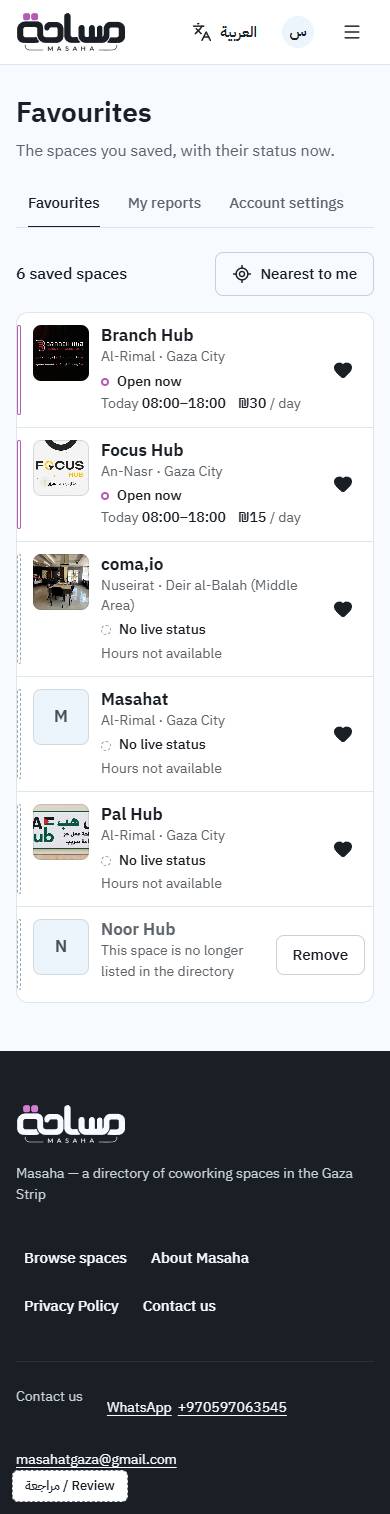 مساحة
MASAHA
العربية
س
Favourites
The spaces you saved, with their status now.
Favourites My reports Account settings
6 saved spaces
Nearest to me
Branch Hub
Al-Rimal · Gaza City
Open now
Today 08:00–18:00 ₪30 / day
FOCUS
HUB
Focus Hub
An-Nasr · Gaza City
Open now
Today 08:00–18:00 ₪15 / day
coma,io
Nuseirat · Deir al-Balah (Middle
Area)
No live status
Hours not available
M
Masahat
Al-Rimal · Gaza City
No live status
Hours not available
Pal Hub
Al-Rimal · Gaza City
No live status
Hours not available
N
Noor Hub
This space is no longer
listed in the directory
Remove
مساحة
MASAHA
Masaha — a directory of coworking spaces in the Gaza
Strip
Browse spaces About Masaha
Privacy Policy Contact us
Contact us
WhatsApp +970597063545
masahatgaza@gmail.com
مراجعة / Review